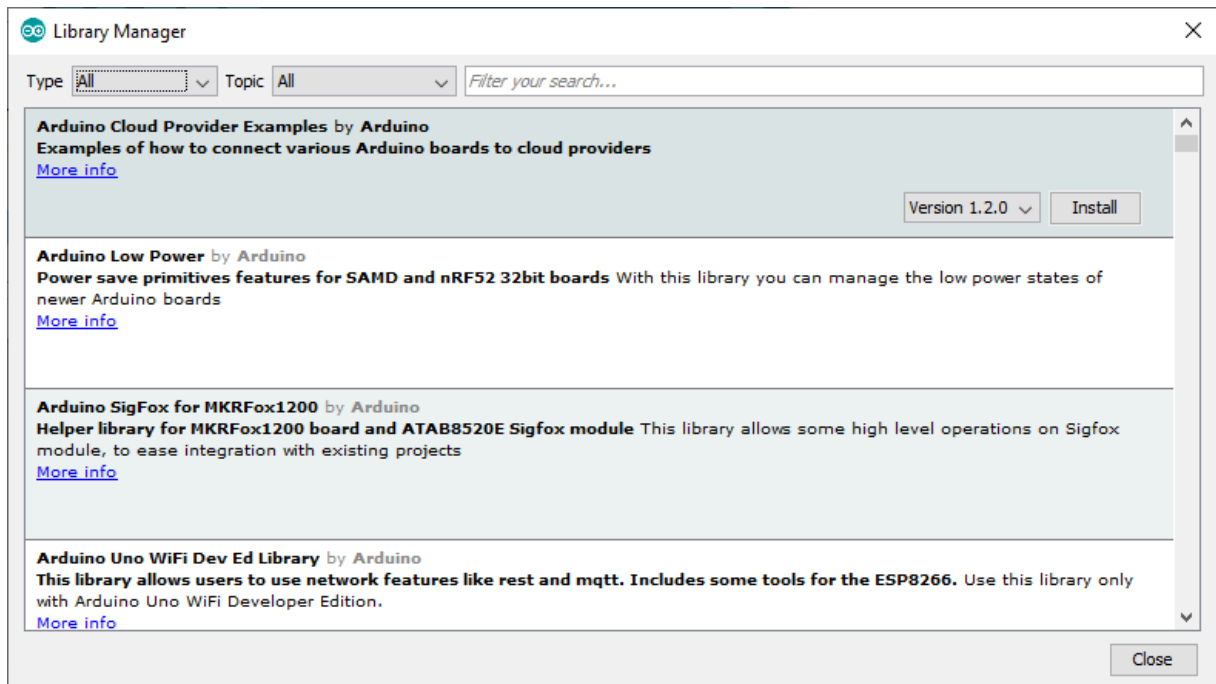 Library Manager
Type All Topic All Filter your search...
Arduino Cloud Provider Examples by Arduino
Examples of how to connect various Arduino boards to cloud providers
More info
Version 1.2.0 Install
Arduino Low Power by Arduino
Power save primitives features for SAMD and nRF52 32bit boards With this library you can manage the low power states of
newer Arduino boards
More info
Arduino SigFox for MKRFox1200 by Arduino
Helper library for MKRFox1200 board and ATAB8520E Sigfox module This library allows some high level operations on Sigfox
module, to ease integration with existing projects
More info
Arduino Uno WiFi Dev Ed Library by Arduino
This library allows users to use network features like rest and mqtt. Includes some tools for the ESP8266. Use this library only
with Arduino Uno WiFi Developer Edition.
More info
Close